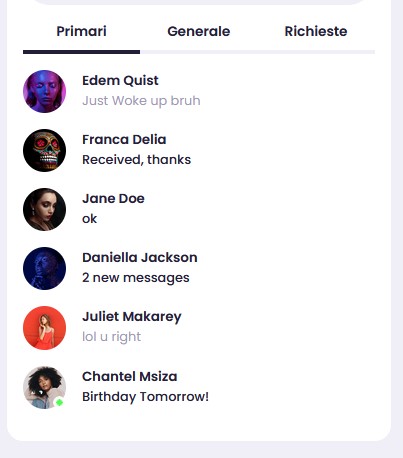 Primari Generale Richieste
Edem Quist
Just Woke up bruh
Franca Delia
Received, thanks
Jane Doe
ok
Daniella Jackson
2 new messages
Juliet Makarey
lol u right
Chantel Msiza
Birthday Tomorrow!